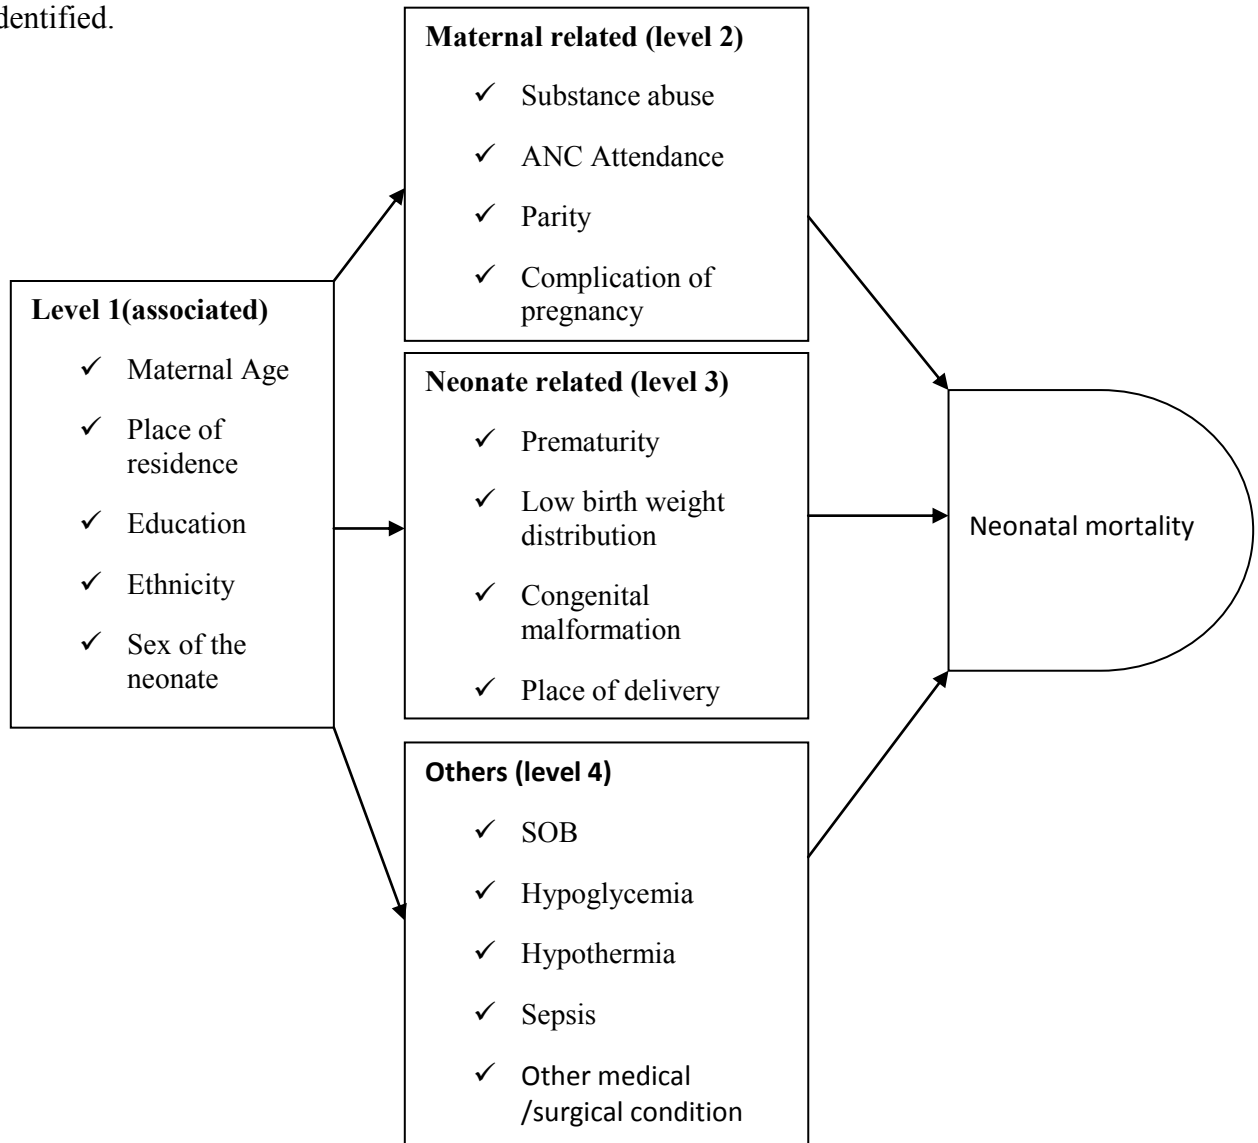 dentified.
Maternal related (level 2)
✓ Substance abuse
✓ ANC Attendance
✓ Parity
✓ Complication of
pregnancy
Level 1(associated)
✓ Maternal Age
✓ Place of
residence
✓ Education
✓ Ethnicity
✓ Sex of the
neonate
Neonate related (level 3)
✓ Prematurity
✓ Low birth weight
distribution
✓ Congenital
malformation
✓ Place of delivery
Others (level 4)
✓ SOB
✓ Hypoglycemia
✓ Hypothermia
✓ Sepsis
✓ Other medical
/surgical condition
Neonatal mortality